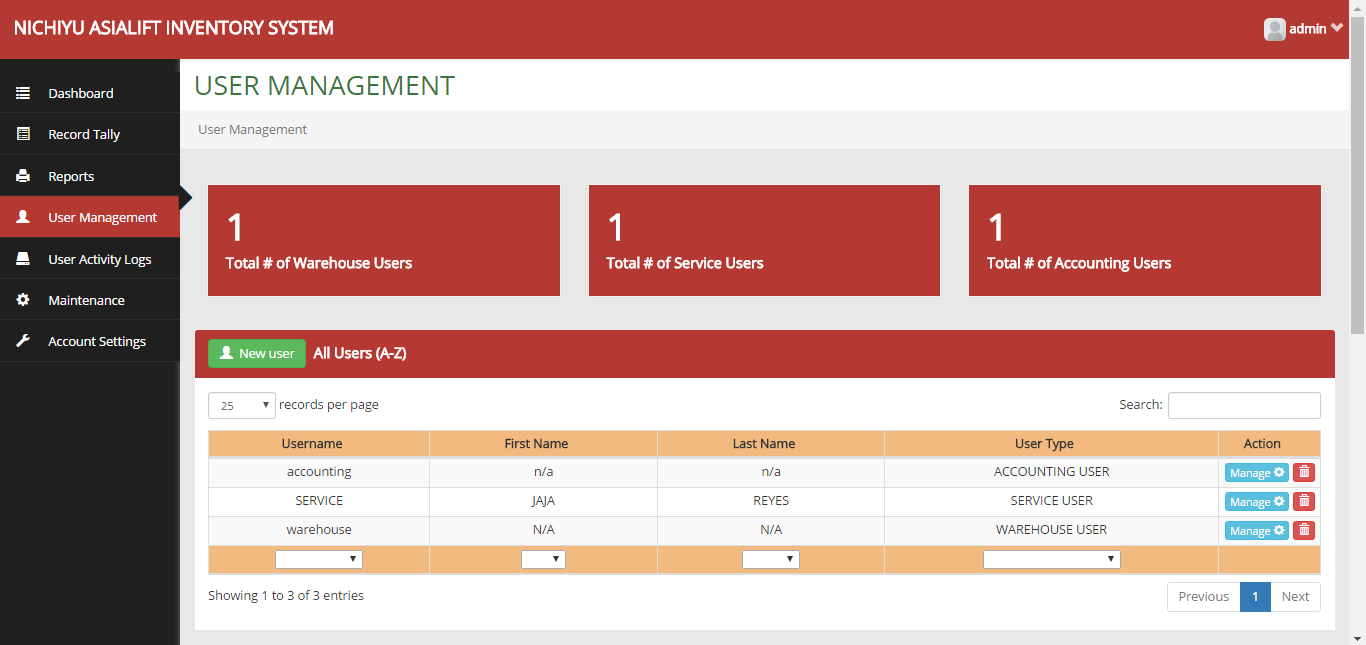 NICHIYU ASIALIFT INVENTORY SYSTEM
admin
Dashboard
Record Tally
Reports
User Management
User Activity Logs
Maintenance
Account Settings
USER MANAGEMENT
User Management
1
Total # of Warehouse Users
1
Total # of Service Users
1
Total # of Accounting Users
New user All Users (A-Z)
25 records per page Search:
Username First Name Last Name User Type Action
accounting n/a n/a ACCOUNTING USER Manage
SERVICE JAJA REYES SERVICE USER Manage
warehouse N/A N/A WAREHOUSE USER Manage
Showing 1 to 3 of 3 entries Previous 1 Next